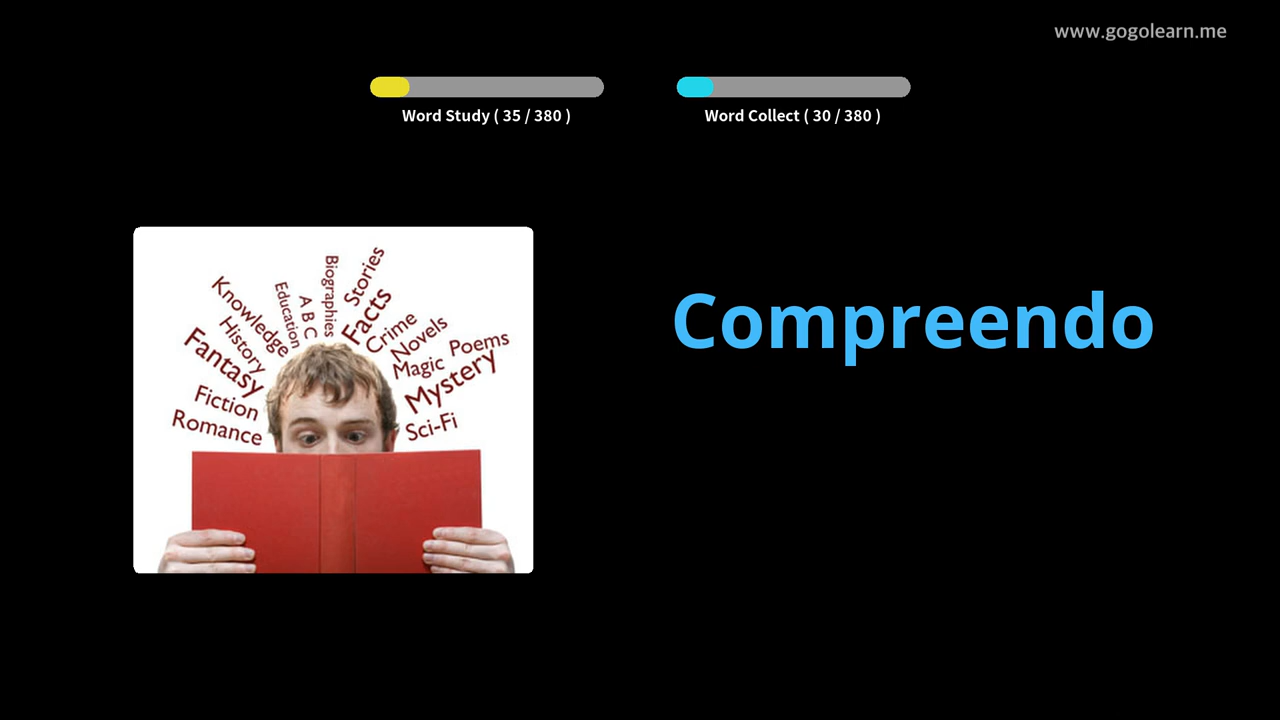 www.gogolearn.me
Word Study ( 35 / 380 )
Word Collect ( 30 / 380 )
Compreendo
Knowledge
Education
A B C
Biographies
Stories
Facts
Crime
Novels
Poems
Magic
Mystery
Sci-Fi
History
Fantasy
Fiction
Romance